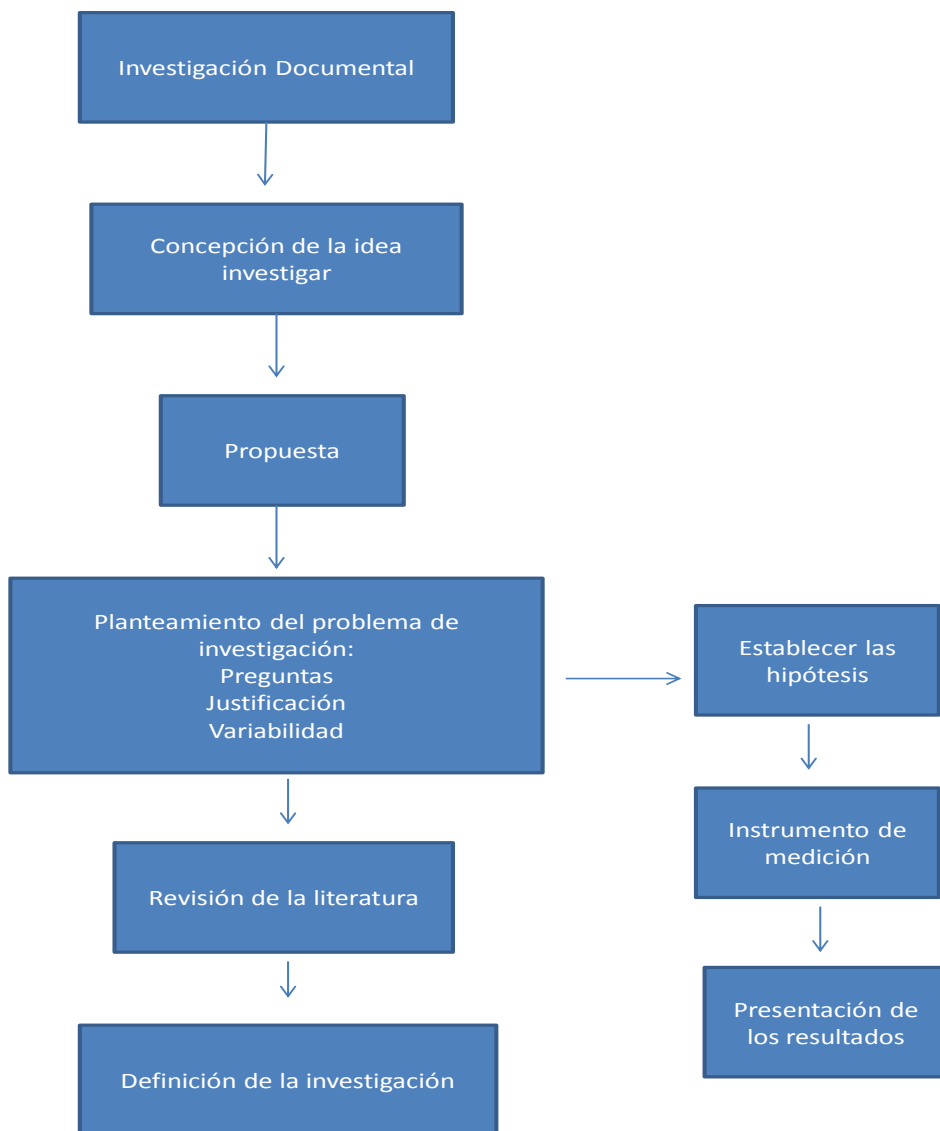 Investigación Documental
Concepción de la idea
investigar
Propuesta
Planteamiento del problema de
investigación:
Preguntas
Justificación
Variabilidad
Revisión de la literatura
Definición de la investigación
Establecer las
hipótesis
Instrumento de
medición
Presentación de
los resultados